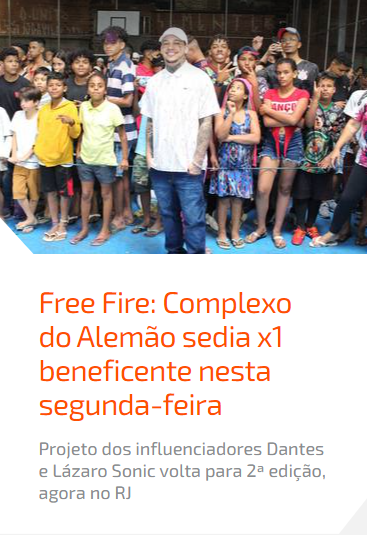 DANÇO
Free Fire: Complexo
do Alemão sedia x1
beneficente nesta
segunda-feira
Projeto dos influenciadores Dantes
e Lázaro Sonic volta para 2ª edição,
agora no RJ